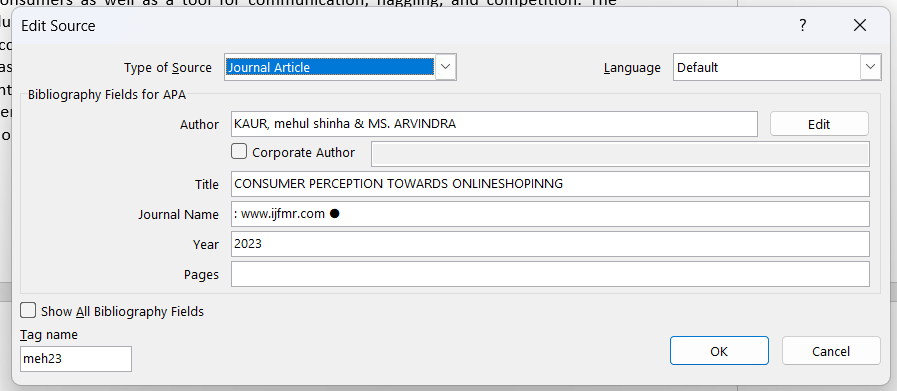 onsumers as well as a tool for communication, haggling, and competition. The
Edit Source ?
Type of Source Journal Article Language Default
Bibliography Fields for APA
Author KAUR, mehul shinha & MS. ARVINDRA Edit
Corporate Author
Title CONSUMER PERCEPTION TOWARDS ONLINESHOPINNG
Journal Name : www.ijfmr.com ●
Year 2023
Pages
Show All Bibliography Fields
Tag name
meh23 OK Cancel